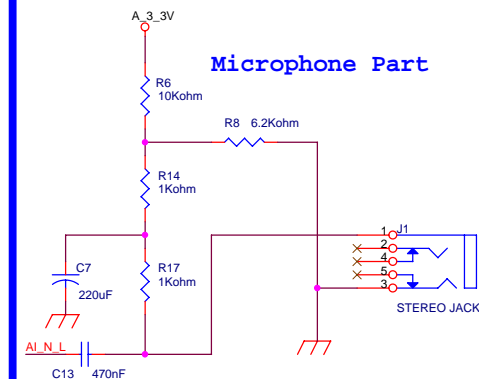 A_3_3V
Microphone Part
R6
10Kohm
R8 6.2Kohm
R14
1Kohm
1
J1
2
4
5
3
C7
220uF
R17
1Kohm
STEREO JACK
AI_N_L
C13 470nF